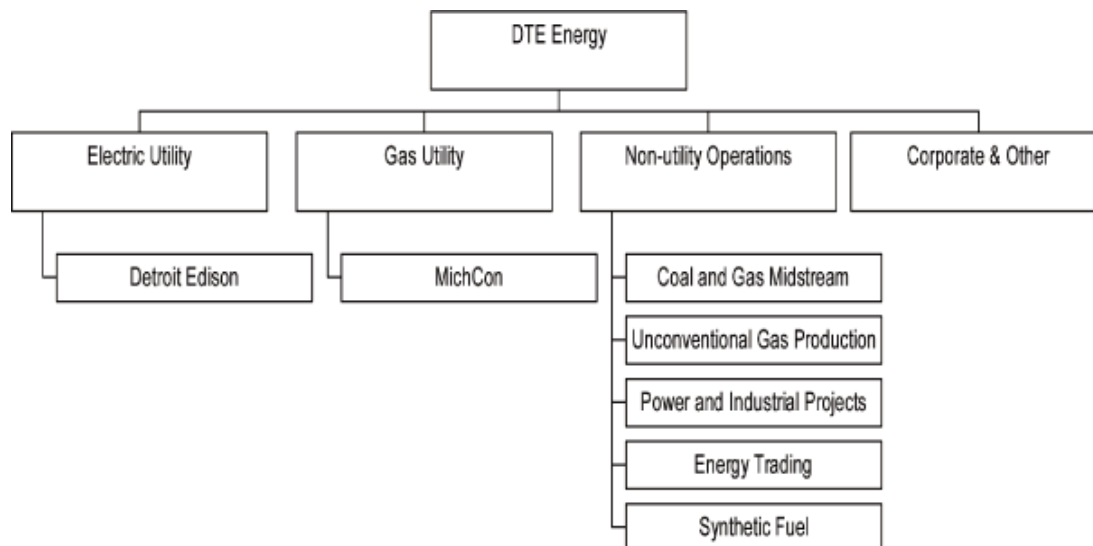 DTE Energy
Electric Utility
Gas Utility
Non-utility Operations
Corporate & Other
Detroit Edison
MichCon
Coal and Gas Midstream
Unconventional Gas Production
Power and Industrial Projects
Energy Trading
Synthetic Fuel